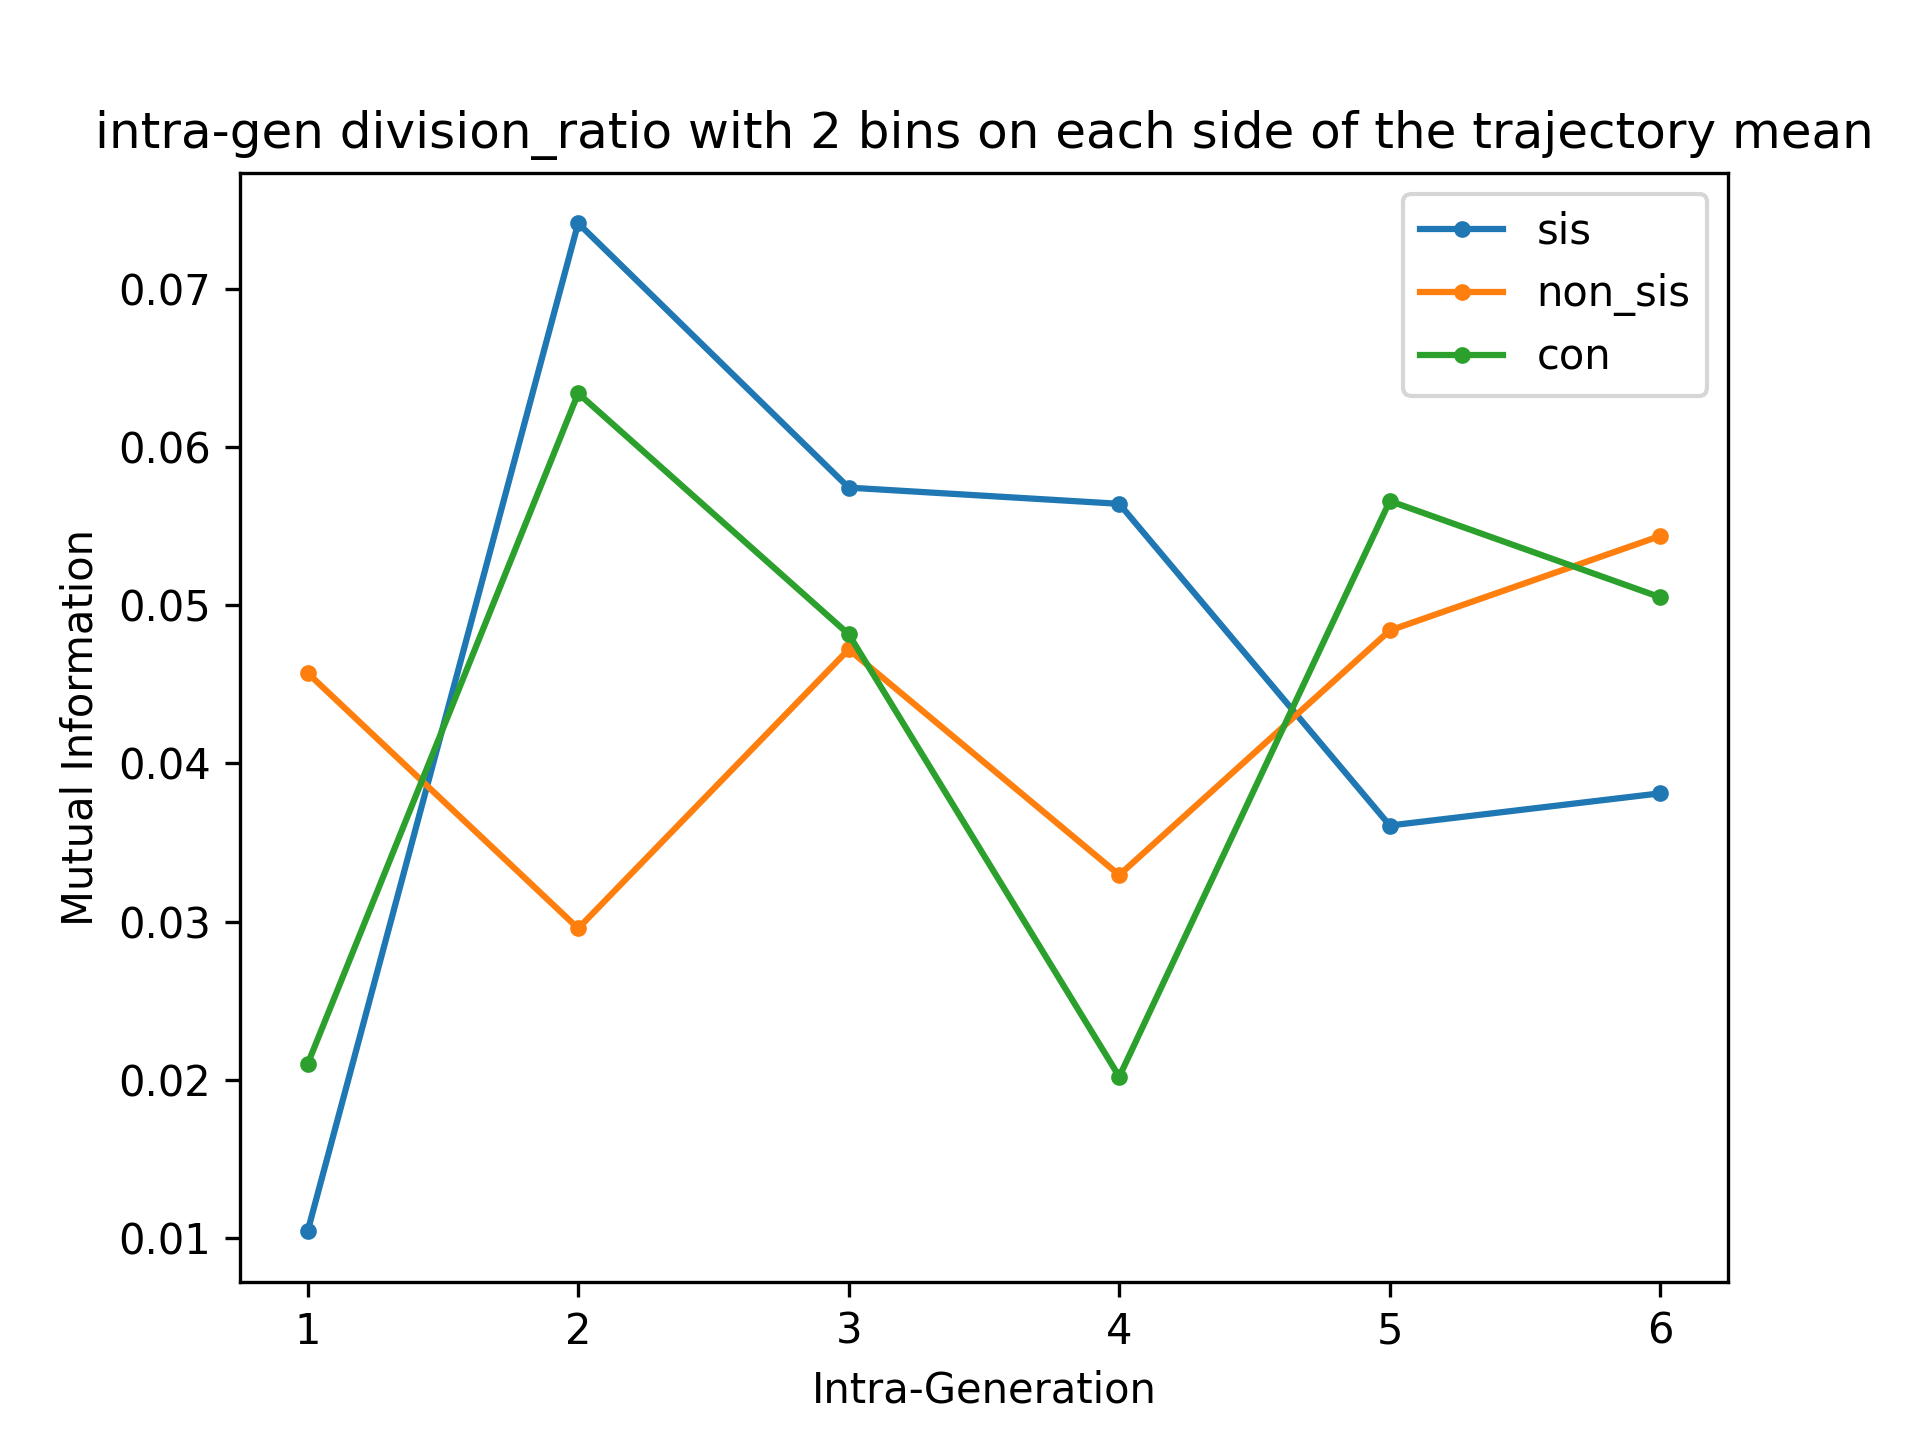 intra-gen division_ratio with 2 bins on each side of the trajectory mean
sis
non_sis
con
0.07
0.06
0.05
0.04
0.03
0.02
0.01
Mutual Information
1 2 3 4 5 6
Intra-Generation